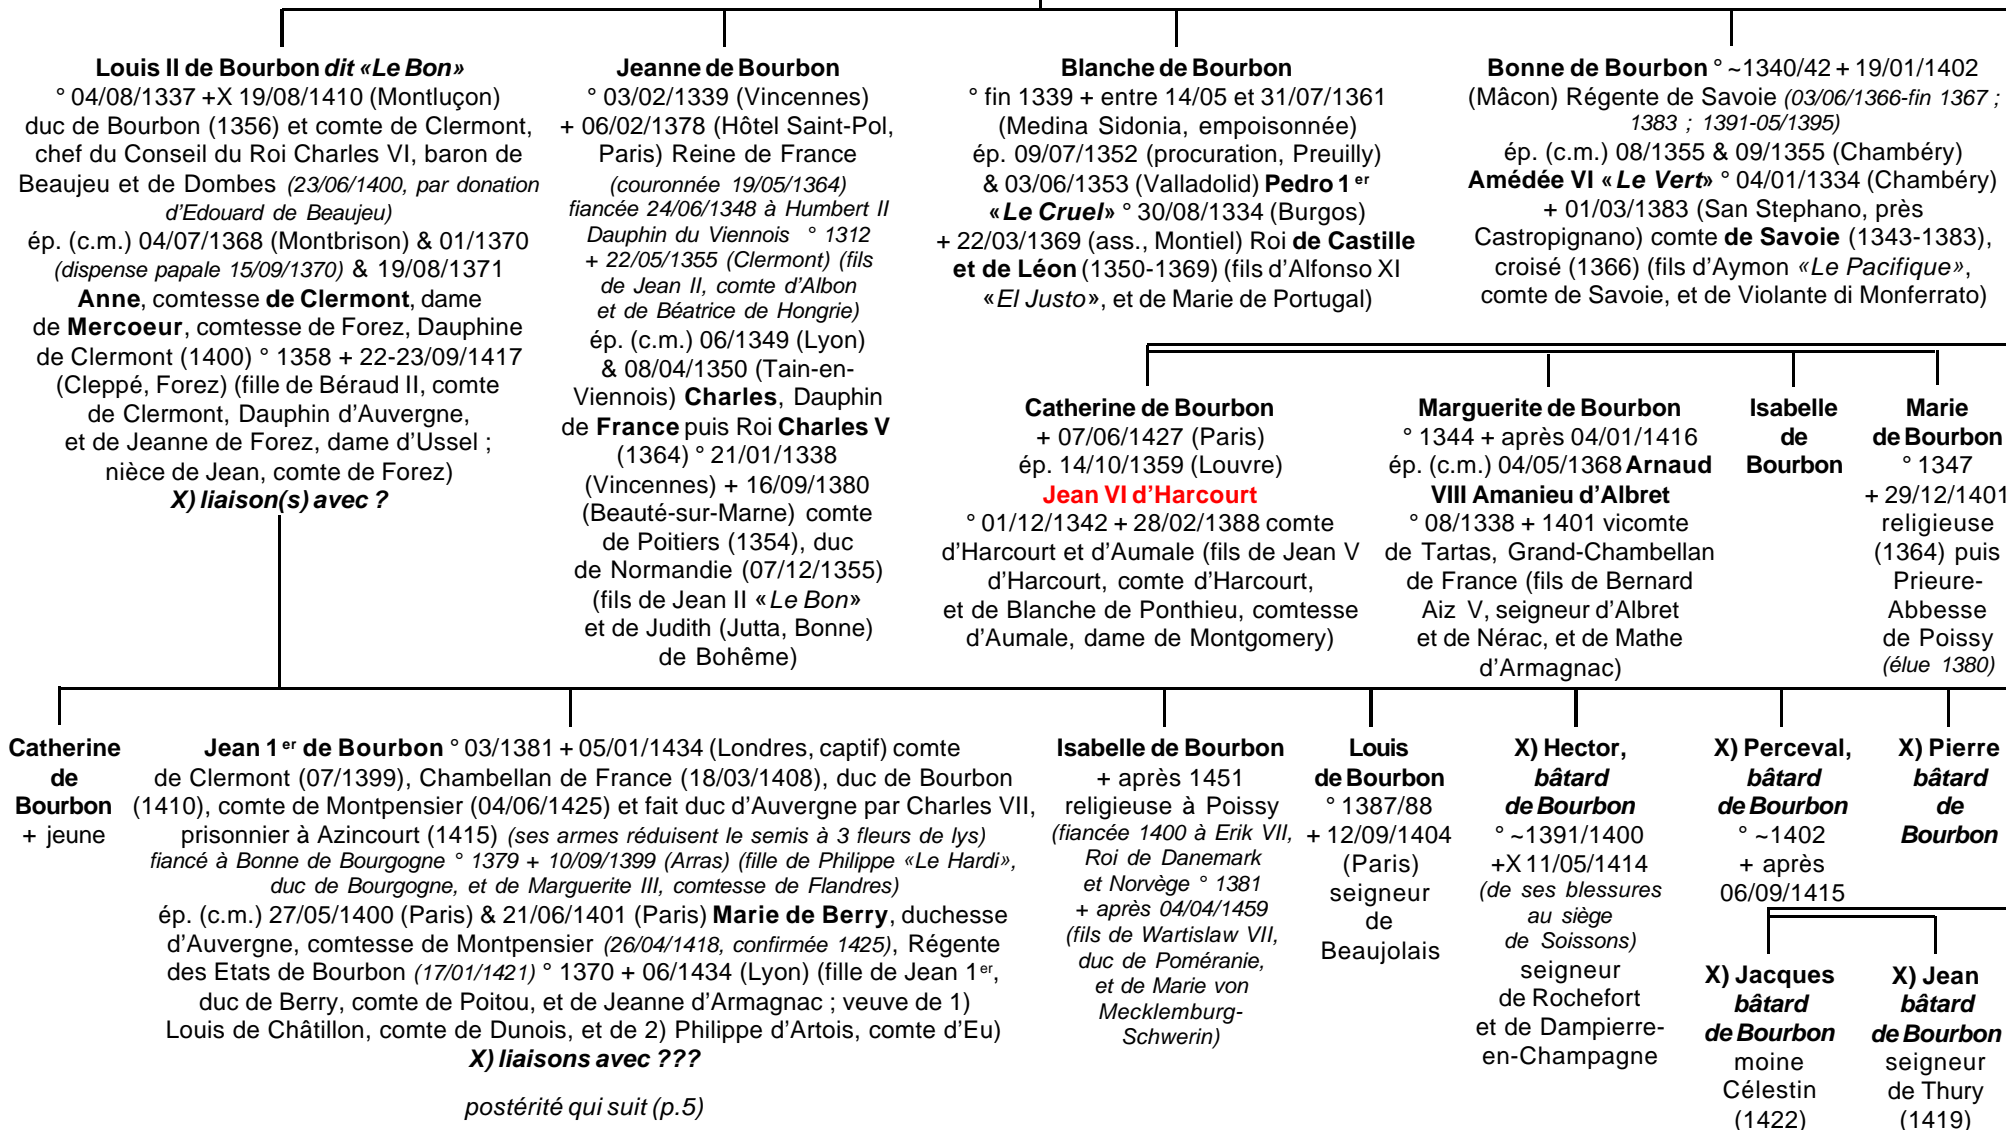 Louis II de Bourbon dit «Le Bon»
° 04/08/1337 +X 19/08/1410 (Montluçon)
duc de Bourbon (1356) et comte de Clermont,
chef du Conseil du Roi Charles VI, baron de
Beaujeu et de Dombes (23/06/1400, par donation
d'Edouard de Beaujeu)
ép. (c.m.) 04/07/1368 (Montbrison) & 01/1370
(dispense papale 15/09/1370) & 19/08/1371
Anne, comtesse de Clermont, dame
de Mercoeur, comtesse de Forez, Dauphine
de Clermont (1400) ° 1358 + 22-23/09/1417
(Cleppé, Forez) (fille de Béraud II, comte
de Clermont, Dauphin d'Auvergne,
et de Jeanne de Forez, dame d'Ussel ;
nièce de Jean, comte de Forez)
X) liaison(s) avec ?
Jeanne de Bourbon
° 03/02/1339 (Vincennes)
+ 06/02/1378 (Hôtel Saint-Pol,
Paris) Reine de France
(couronnée 19/05/1364)
fiancée 24/06/1348 à Humbert II
Dauphin du Viennois ° 1312
+ 22/05/1355 (Clermont) (fils
de Jean II, comte d'Albon
et de Béatrice de Hongrie)
ép. (c.m.) 06/1349 (Lyon)
& 08/04/1350 (Tain-en-
Viennois) Charles, Dauphin
de France puis Roi Charles V
(1364) ° 21/01/1338
(Vincennes) + 16/09/1380
(Beauté-sur-Marne) comte
de Poitiers (1354), duc
de Normandie (07/12/1355)
(fils de Jean II «Le Bon»
et de Judith (Jutta, Bonne)
de Bohême)
Blanche de Bourbon
° fin 1339 + entre 14/05 et 31/07/1361
(Medina Sidonia, empoisonnée)
ép. 09/07/1352 (procuration, Preuilly)
& 03/06/1353 (Valladolid) Pedro 1er
«Le Cruel» ° 30/08/1334 (Burgos)
+ 22/03/1369 (ass., Montiel) Roi de Castille
et de Léon (1350-1369) (fils d'Alfonso XI
«El Justo», et de Marie de Portugal)
Bonne de Bourbon ° ~1340/42 + 19/01/1402
(Mâcon) Régente de Savoie (03/06/1366-fin 1367 ;
1383 ; 1391-05/1395)
ép. (c.m.) 08/1355 & 09/1355 (Chambéry)
Amédée VI «Le Vert» ° 04/01/1334 (Chambéry)
+ 01/03/1383 (San Stephano, près
Castropignano) comte de Savoie (1343-1383),
croisé (1366) (fils d'Aymon «Le Pacifique»,
comte de Savoie, et de Violante di Monferrato)
Catherine de Bourbon
+ 07/06/1427 (Paris)
ép. 14/10/1359 (Louvre)
Jean VI d'Harcourt
° 01/12/1342 + 28/02/1388 comte
d'Harcourt et d'Aumale (fils de Jean V
d'Harcourt, comte d'Harcourt,
et de Blanche de Ponthieu, comtesse
d'Aumale, dame de Montgomery)
Marguerite de Bourbon
° 1344 + après 04/01/1416
ép. (c.m.) 04/05/1368 Arnaud
VIII Amanieu d'Albret
° 08/1338 + 1401 vicomte
de Tartas, Grand-Chambellan
de France (fils de Bernard
Aiz V, seigneur d'Albret
et de Nérac, et de Mathe
d'Armagnac)
Isabelle
de
Bourbon
Marie
de Bourbon
° 1347
+ 29/12/1401
religieuse
(1364) puis
Prieure-
Abbesse
de Poissy
(élue 1380)
Catherine
de
Bourbon
+ jeune
Jean 1er de Bourbon ° 03/1381 + 05/01/1434 (Londres, captif) comte
de Clermont (07/1399), Chambellan de France (18/03/1408), duc de Bourbon
(1410), comte de Montpensier (04/06/1425) et fait duc d'Auvergne par Charles VII,
prisonnier à Azincourt (1415) (ses armes réduisent le semis à 3 fleurs de lys)
fiancé à Bonne de Bourgogne ° 1379 + 10/09/1399 (Arras) (fille de Philippe «Le Hardi»,
duc de Bourgogne, et de Marguerite III, comtesse de Flandres)
ép. (c.m.) 27/05/1400 (Paris) & 21/06/1401 (Paris) Marie de Berry, duchesse
d'Auvergne, comtesse de Montpensier (26/04/1418, confirmée 1425), Régente
des Etats de Bourbon (17/01/1421) ° 1370 + 06/1434 (Lyon) (fille de Jean 1er,
duc de Berry, comte de Poitou, et de Jeanne d'Armagnac ; veuve de 1)
Louis de Châtillon, comte de Dunois, et de 2) Philippe d'Artois, comte d'Eu)
X) liaisons avec ???
postérité qui suit (p.5)
Isabelle de Bourbon
+ après 1451
religieuse à Poissy
(fiancée 1400 à Erik VII,
Roi de Danemark
et Norvège ° 1381
+ après 04/04/1459
(fils de Wartislaw VII,
duc de Poméranie,
et de Marie von
Mecklemburg-
Schwerin)
Louis
de Bourbon
° 1387/88
+ 12/09/1404
(Paris)
seigneur
de
Beaujolais
X) Hector,
bâtard
de Bourbon
° ~1391/1400
+X 11/05/1414
(de ses blessures
au siège
de Soissons)
seigneur
de Rochefort
et de Dampierre-
en-Champagne
X) Perceval,
bâtard
de Bourbon
° ~1402
+ après
06/09/1415
X) Pierre
bâtard
de
Bourbon
X) Jacques
bâtard
de Bourbon
moine
Célestin
(1422)
X) Jean
bâtard
de Bourbon
seigneur
de Thury
(1419)